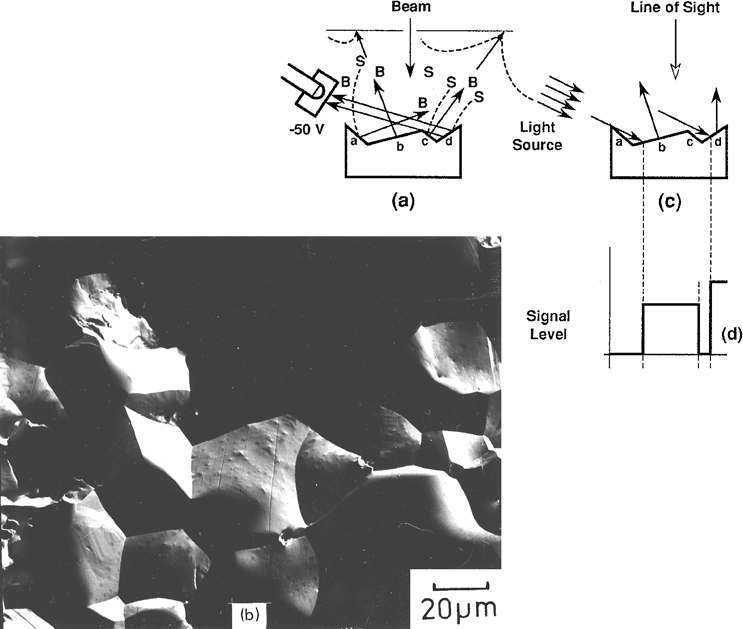 Beam
Line of Sight
S
S
B
B
S
B
S
B
-50 V
Light
Source
a
b
c
d
a
b
c
d
(a)
(c)
Signal
Level
(d)
(b)
20µm